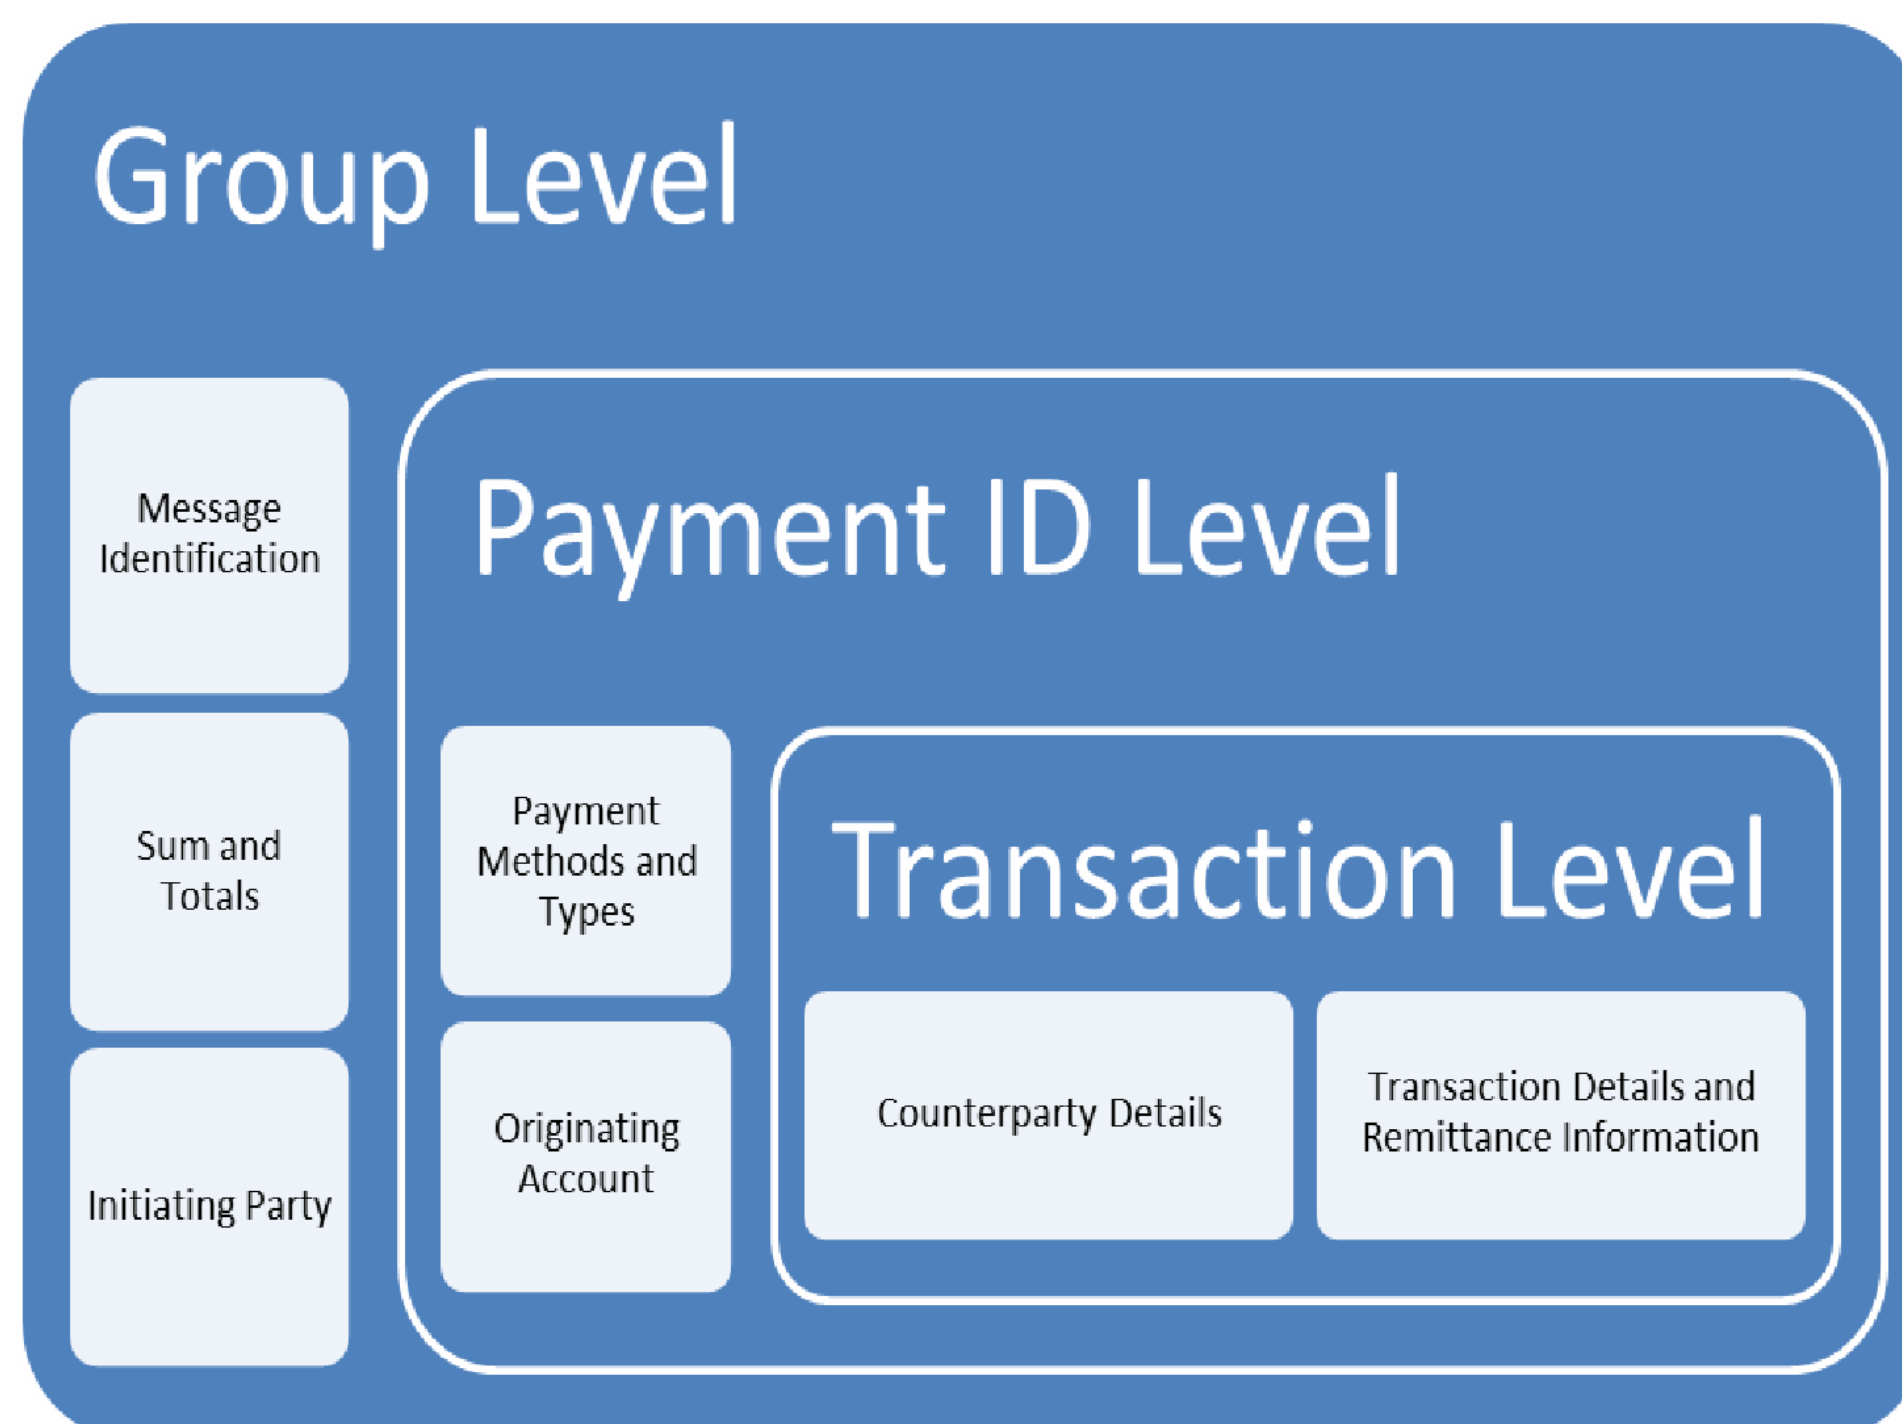 Group Level
Message
Identification
Sum and
Totals
Initiating Party
Payment ID Level
Payment
Methods and
Types
Originating
Account
Transaction Level
Counterparty Details
Transaction Details and
Remittance Information